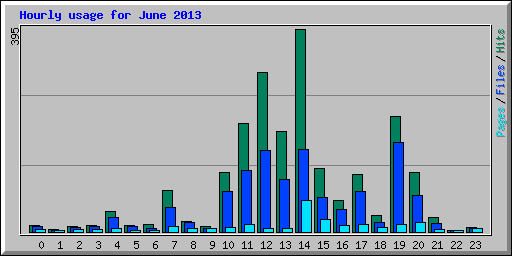 Hourly usage for June 2013
395
Pages / Files / Hits
0 1 2 3 4 5 6 7 8 9 10 11 12 13 14 15 16 17 18 19 20 21 22 23